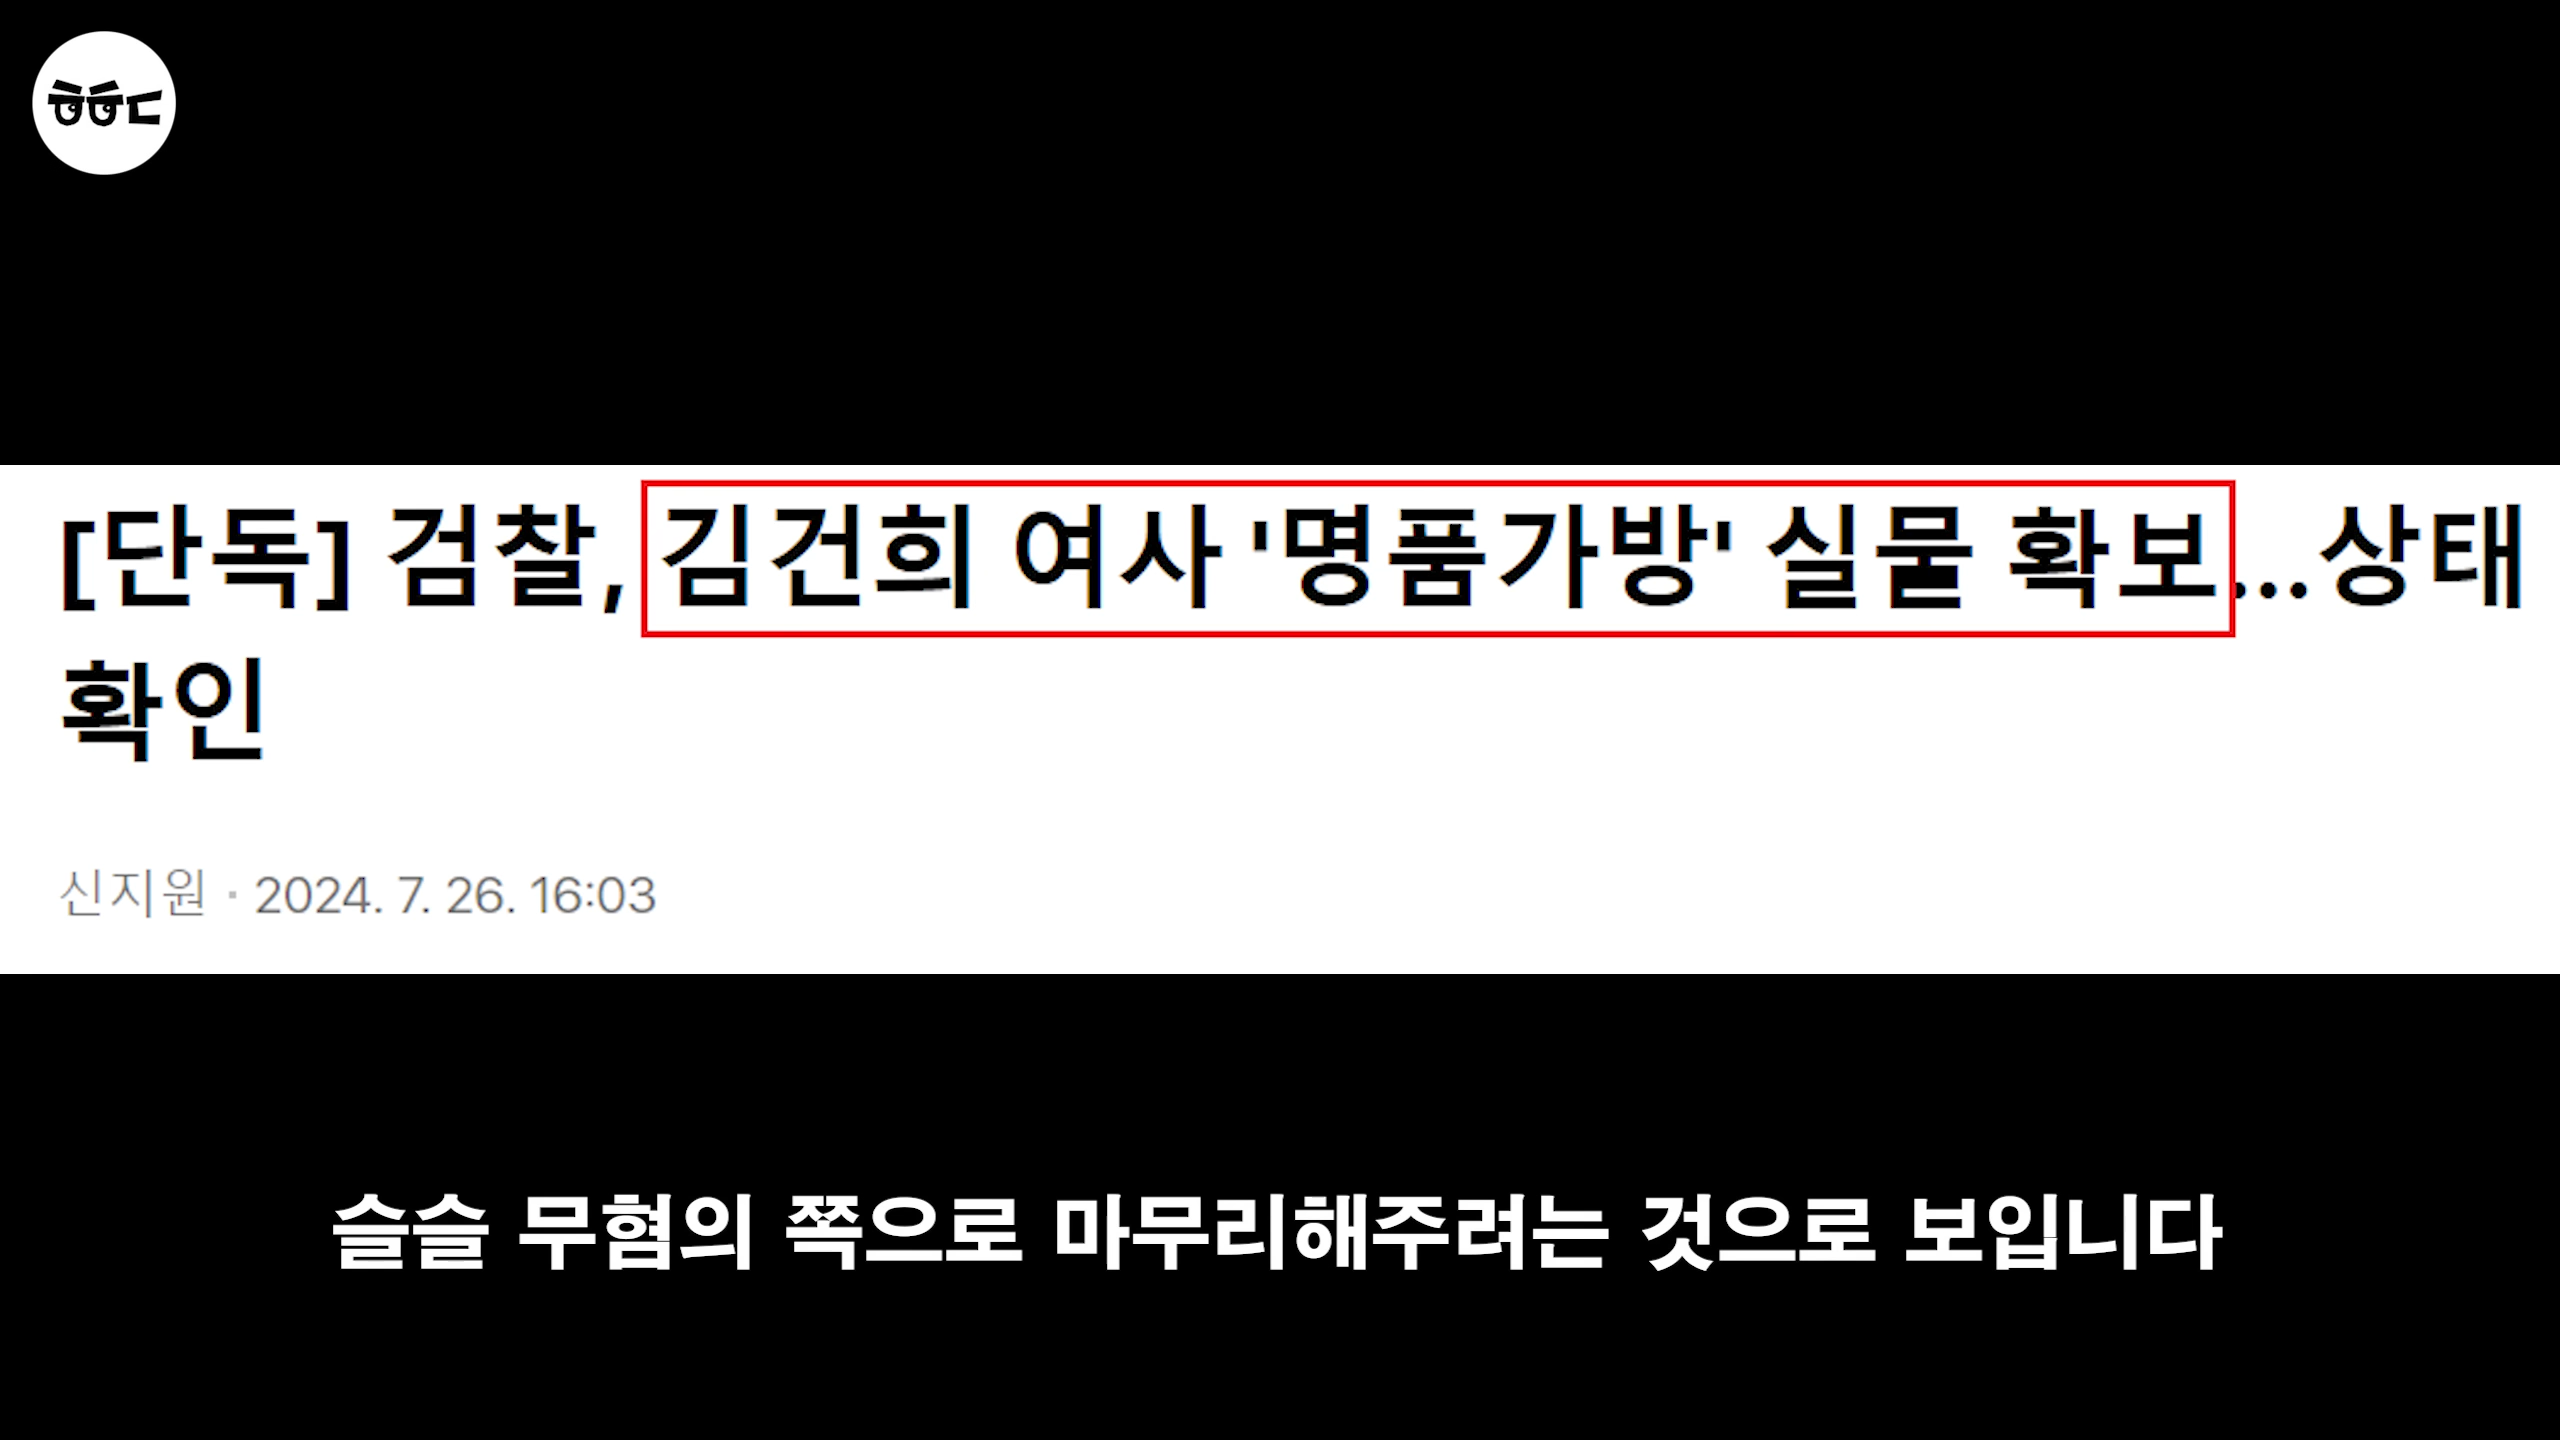 ㅎㅎㄷ
[단독] 검찰, 김건희 여사 '명품가방' 실물 확보...상태
확인
신지원 · 2024. 7. 26. 16:03
슬슬 무혐의 쪽으로 마무리해주려는 것으로 보입니다